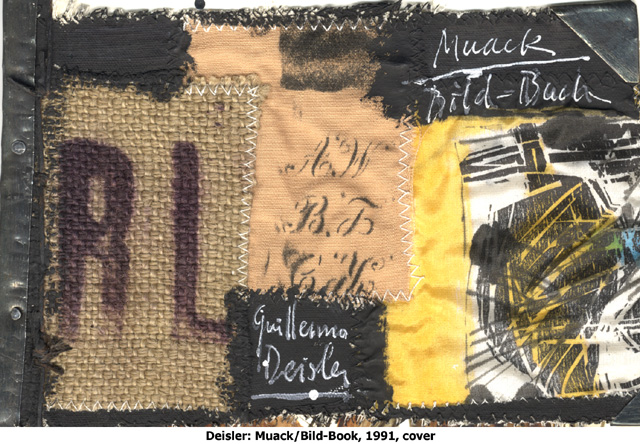 Muack
Bild=Buch
RL
A.W
Guillermo
Deisler
Deisler: Muack/Bild-Book, 1991, cover